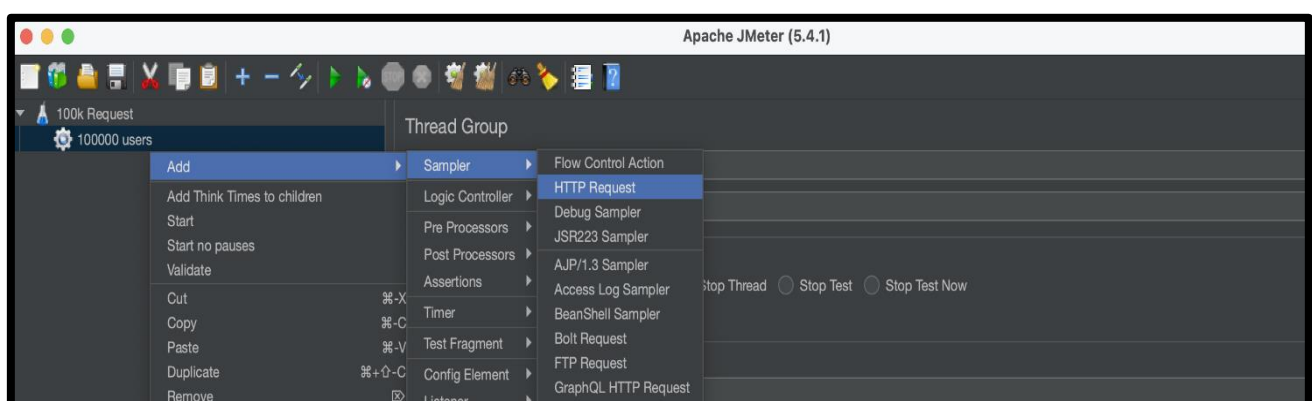 Apache JMeter (5.4.1)
100k Request
100000 users
Thread Group
Add
Add Think Times to children
Start
Start no pauses
Validate
Cut ⌘-X
Copy ⌘-C
Paste ⌘-V
Duplicate ⌘+⇧-C
Remove ⌦
Sampler
Logic Controller
Pre Processors
Post Processors
Assertions
Timer
Test Fragment
Config Element
Listener
Flow Control Action
HTTP Request
Debug Sampler
JSR223 Sampler
AJP/1.3 Sampler
Access Log Sampler
BeanShell Sampler
Bolt Request
FTP Request
GraphQL HTTP Request
Stop Thread Stop Test Stop Test Now